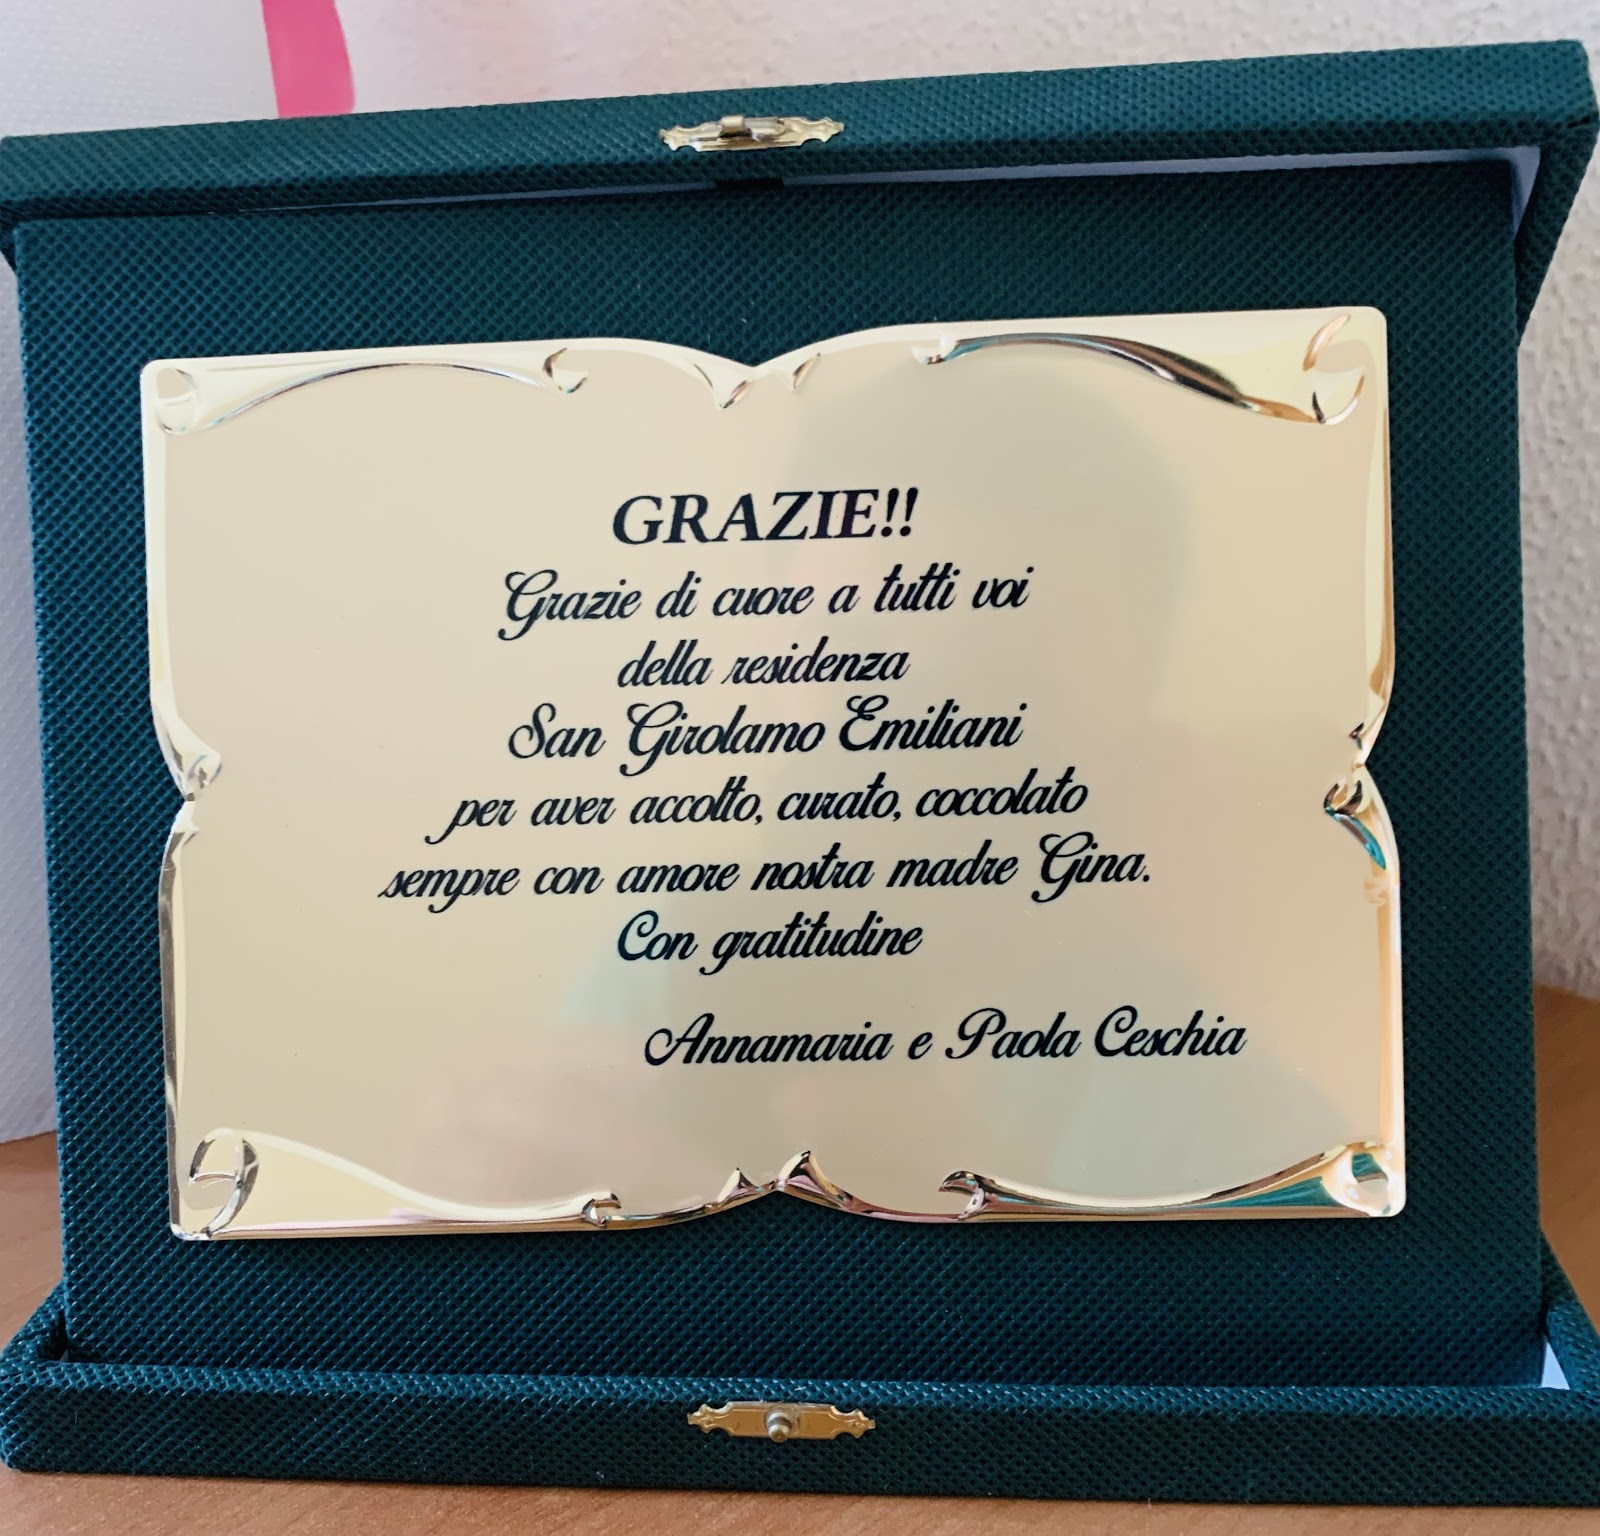 GRAZIE!!
Grazie di cuore a tutti voi
della residenza
San Girolamo Emiliani
per aver accolto, curato, coccolato
sempre con amore nostra madre Gina.
Con gratitudine
Annamaria e Paola Ceschia